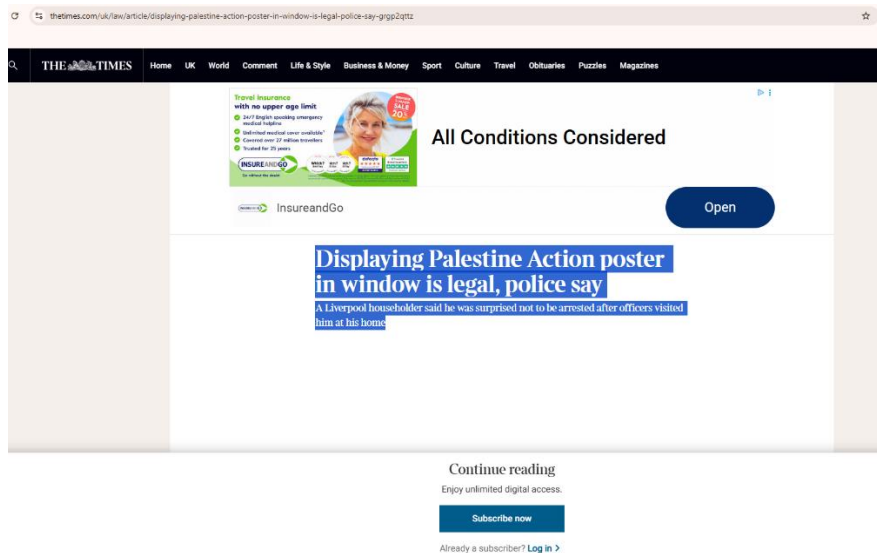 thetimes.com/uk/law/article/displaying-palestine-action-poster-in-window-is-legal-police-say-grgp2qttz
THE TIMES Home UK World Comment Life & Style Business & Money Sport Culture Travel Obituaries Puzzles Magazines
Travel Insurance
with no upper age limit
24/7 English speaking emergency
medical helpline
Unlimited medical cover available*
Covered over 27 million travellers
Trusted for 25 years
SALE
20%
INSUREANDGO
All Conditions Considered
InsureandGo
Open
Displaying Palestine Action poster
in window is legal, police say
A Liverpool householder said he was surprised not to be arrested after officers visited
him at his home
Continue reading
Enjoy unlimited digital access.
Subscribe now
Already a subscriber? Log in >